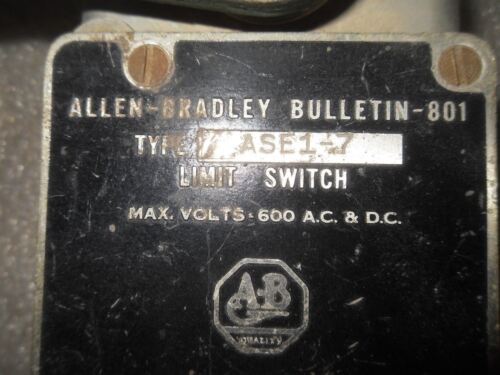 ALLEN-BRADLEY BULLETIN-801
TYPE ASE1-7
LIMIT SWITCH
MAX. VOLTS-600 A.C. & D.C.
A-B
QUALITY